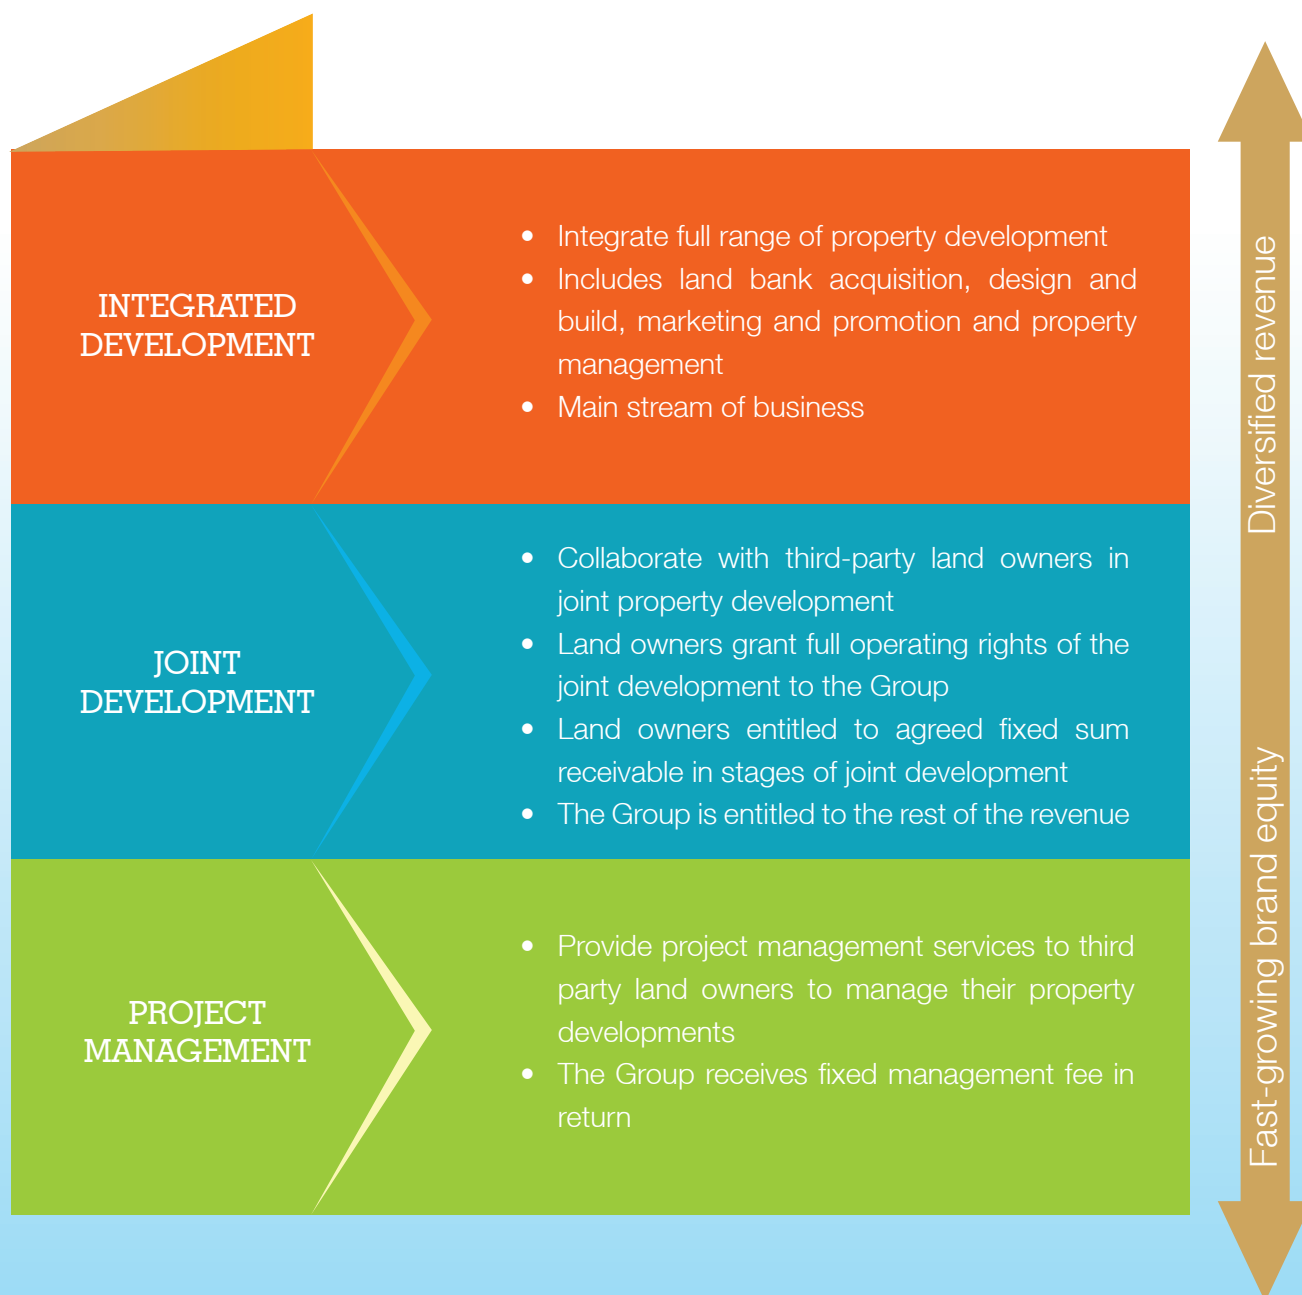 INTEGRATED
DEVELOPMENT
• Integrate full range of property development
• Includes land bank acquisition, design and
build, marketing and promotion and property
management
• Main stream of business
JOINT
DEVELOPMENT
• Collaborate with third-party land owners in
joint property development
• Land owners grant full operating rights of the
joint development to the Group
• Land owners entitled to agreed fixed sum
receivable in stages of joint development
• The Group is entitled to the rest of the revenue
PROJECT
MANAGEMENT
• Provide project management services to third
party land owners to manage their property
developments
• The Group receives fixed management fee in
return
Diversified revenue
Fast-growing brand equity